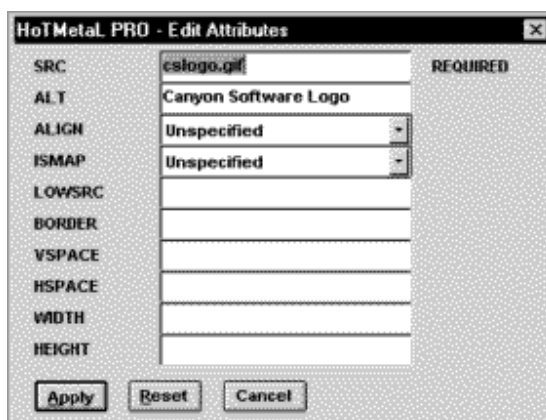 HoTMetaL PRO - Edit Attributes
SRC cslogo.gif REQUIRED
ALT Canyon Software Logo
ALIGN Unspecified
ISMAP Unspecified
LOWSRC
BORDER
VSPACE
HSPACE
WIDTH
HEIGHT
Apply Reset Cancel